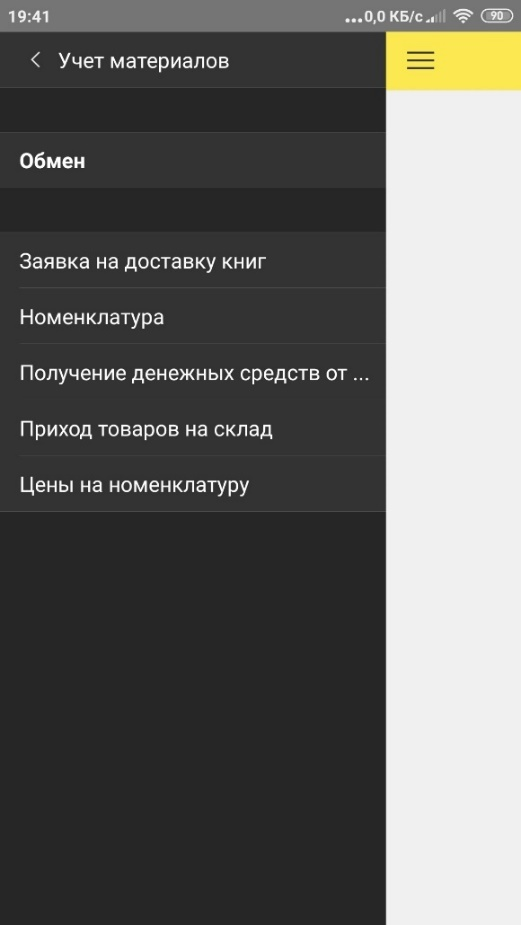 19:41
...0,0 КБ/с
90
Учет материалов
Обмен
Заявка на доставку книг
Номенклатура
Получение денежных средств от ...
Приход товаров на склад
Цены на номенклатуру